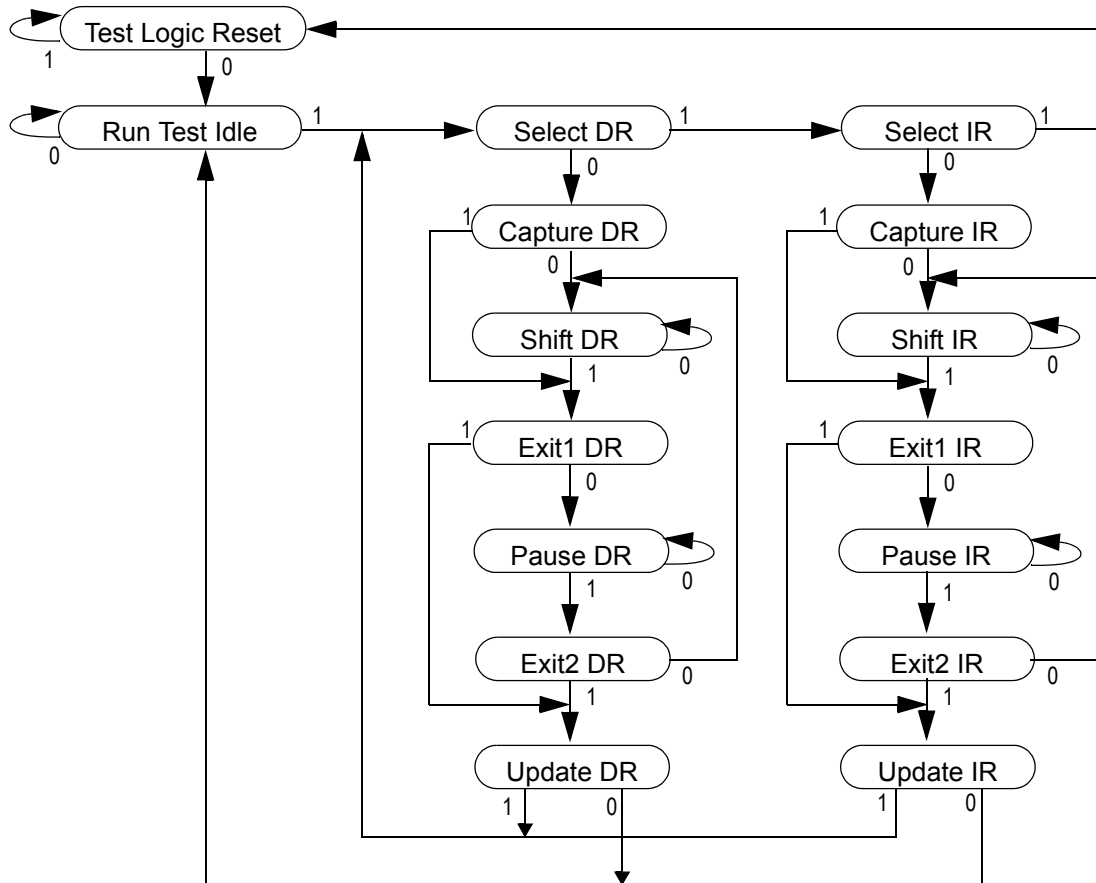 Test Logic Reset
1
0
Run Test Idle
1
0
Select DR
1
0
Select IR
1
0
1
Capture DR
0
1
Capture IR
0
Shift DR
0
1
Shift IR
0
1
1
Exit1 DR
0
1
Exit1 IR
0
Pause DR
0
1
Pause IR
0
1
Exit2 DR
0
1
Exit2 IR
0
1
Update DR
1
0
Update IR
1
0